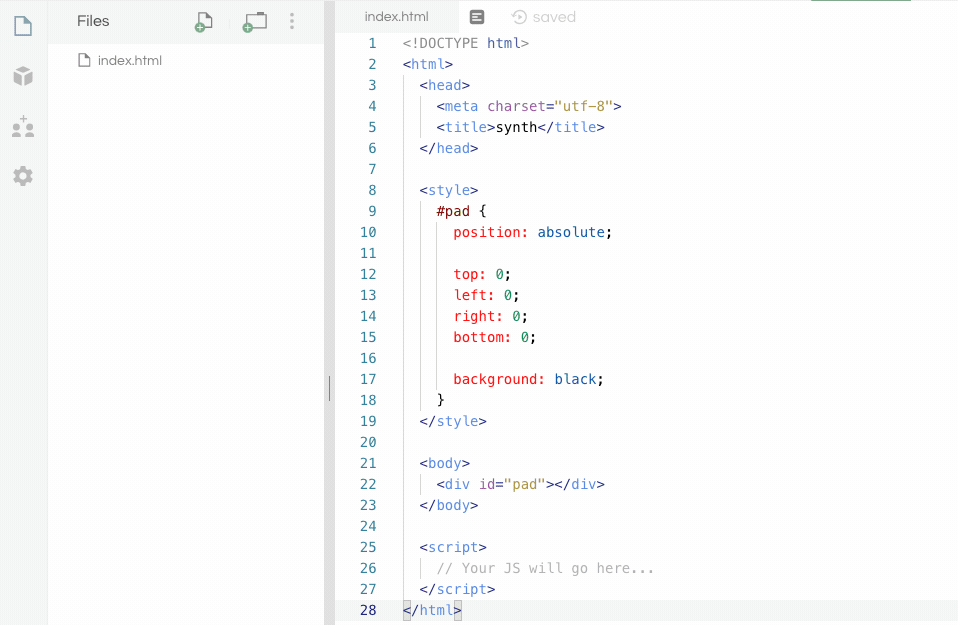 Files
index.html
index.html
saved
1 <!DOCTYPE html>
2 <html>
3 <head>
4 <meta charset="utf-8">
5 <title>synth</title>
6 </head>
7
8 <style>
9 #pad {
10 position: absolute;
11
12 top: 0;
13 left: 0;
14 right: 0;
15 bottom: 0;
16
17 background: black;
18 }
19 </style>
20
21 <body>
22 <div id="pad"></div>
23 </body>
24
25 <script>
26 // Your JS will go here...
27 </script>
28 </html>